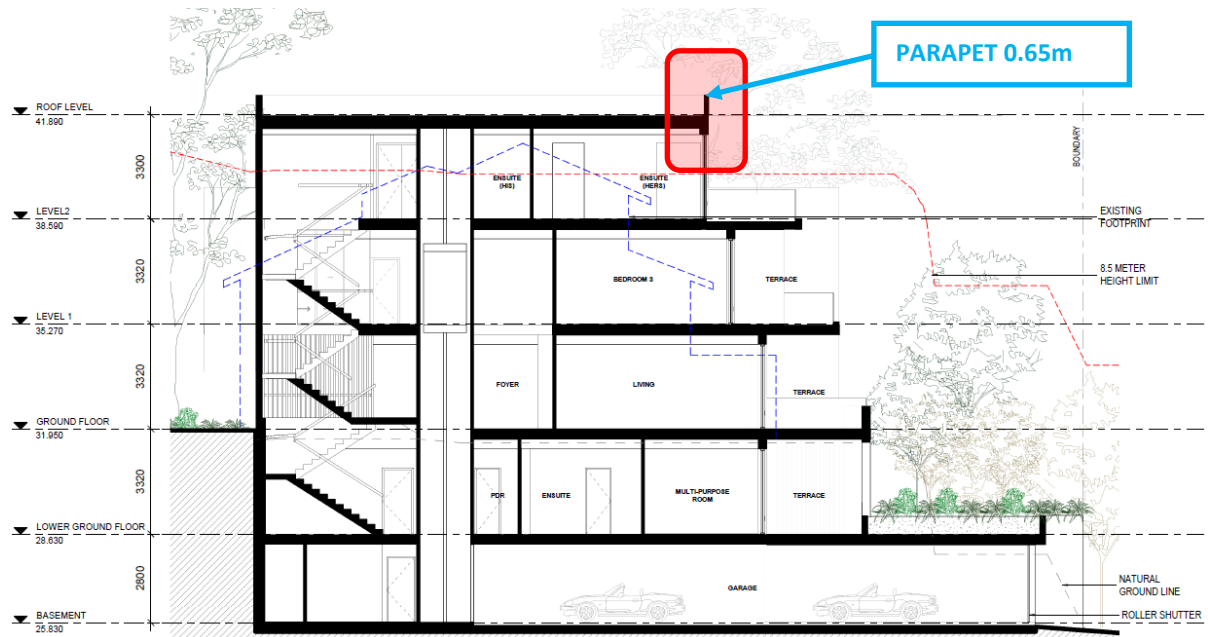 PARAPET 0.65m
ROOF LEVEL
41.890
BOUNDARY
3300
ENSUITE
(HIS)
ENSUITE
(HERS)
LEVEL2
38.590
EXISTING
FOOTPRINT
3320
BEDROOM 3
TERRACE
8.5 METER
HEIGHT LIMIT
LEVEL 1
35.270
3320
FOYER
LIVING
TERRACE
GROUND FLOOR
31.950
3320
PDR
ENSUITE
MULTI-PURPOSE
ROOM
TERRACE
LOWER GROUND FLOOR
28.630
2800
GARAGE
NATURAL
GROUND LINE
BASEMENT
25.830
ROLLER SHUTTER